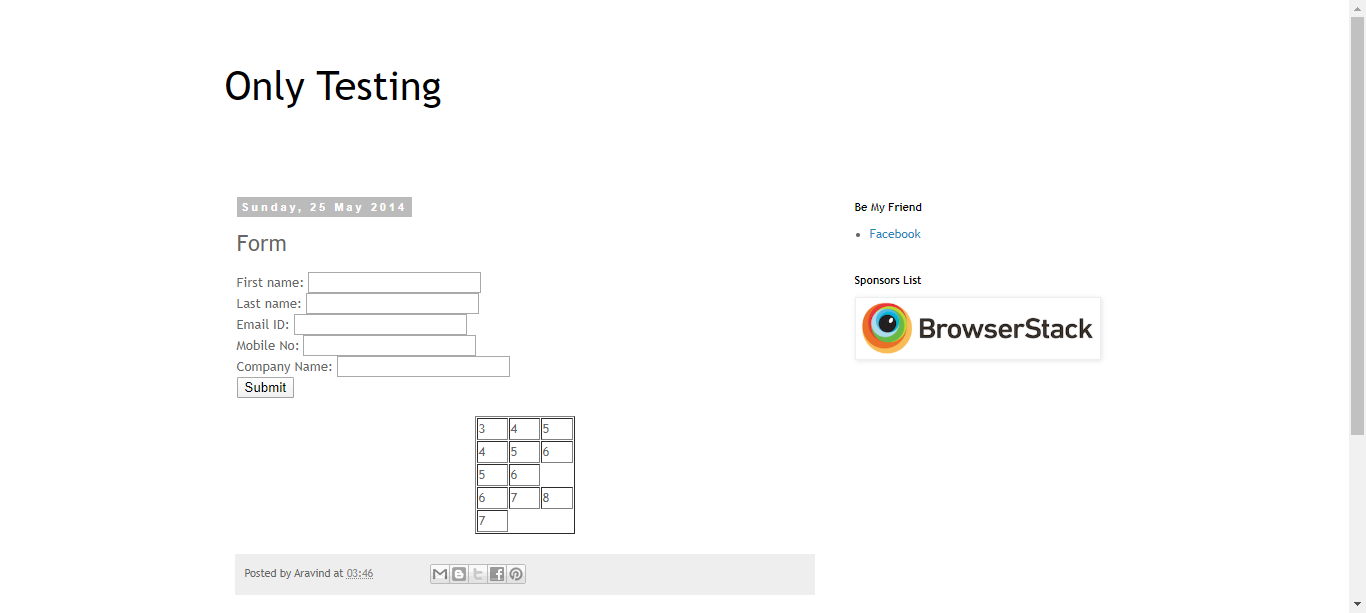 Only Testing
Sunday, 25 May 2014
Form
First name:
Last name:
Email ID:
Mobile No:
Company Name:
Submit
3 4 5
4 5 6
5 6
6 7 8
7
Posted by Aravind at 03:46
Be My Friend
Facebook
Sponsors List
BrowserStack